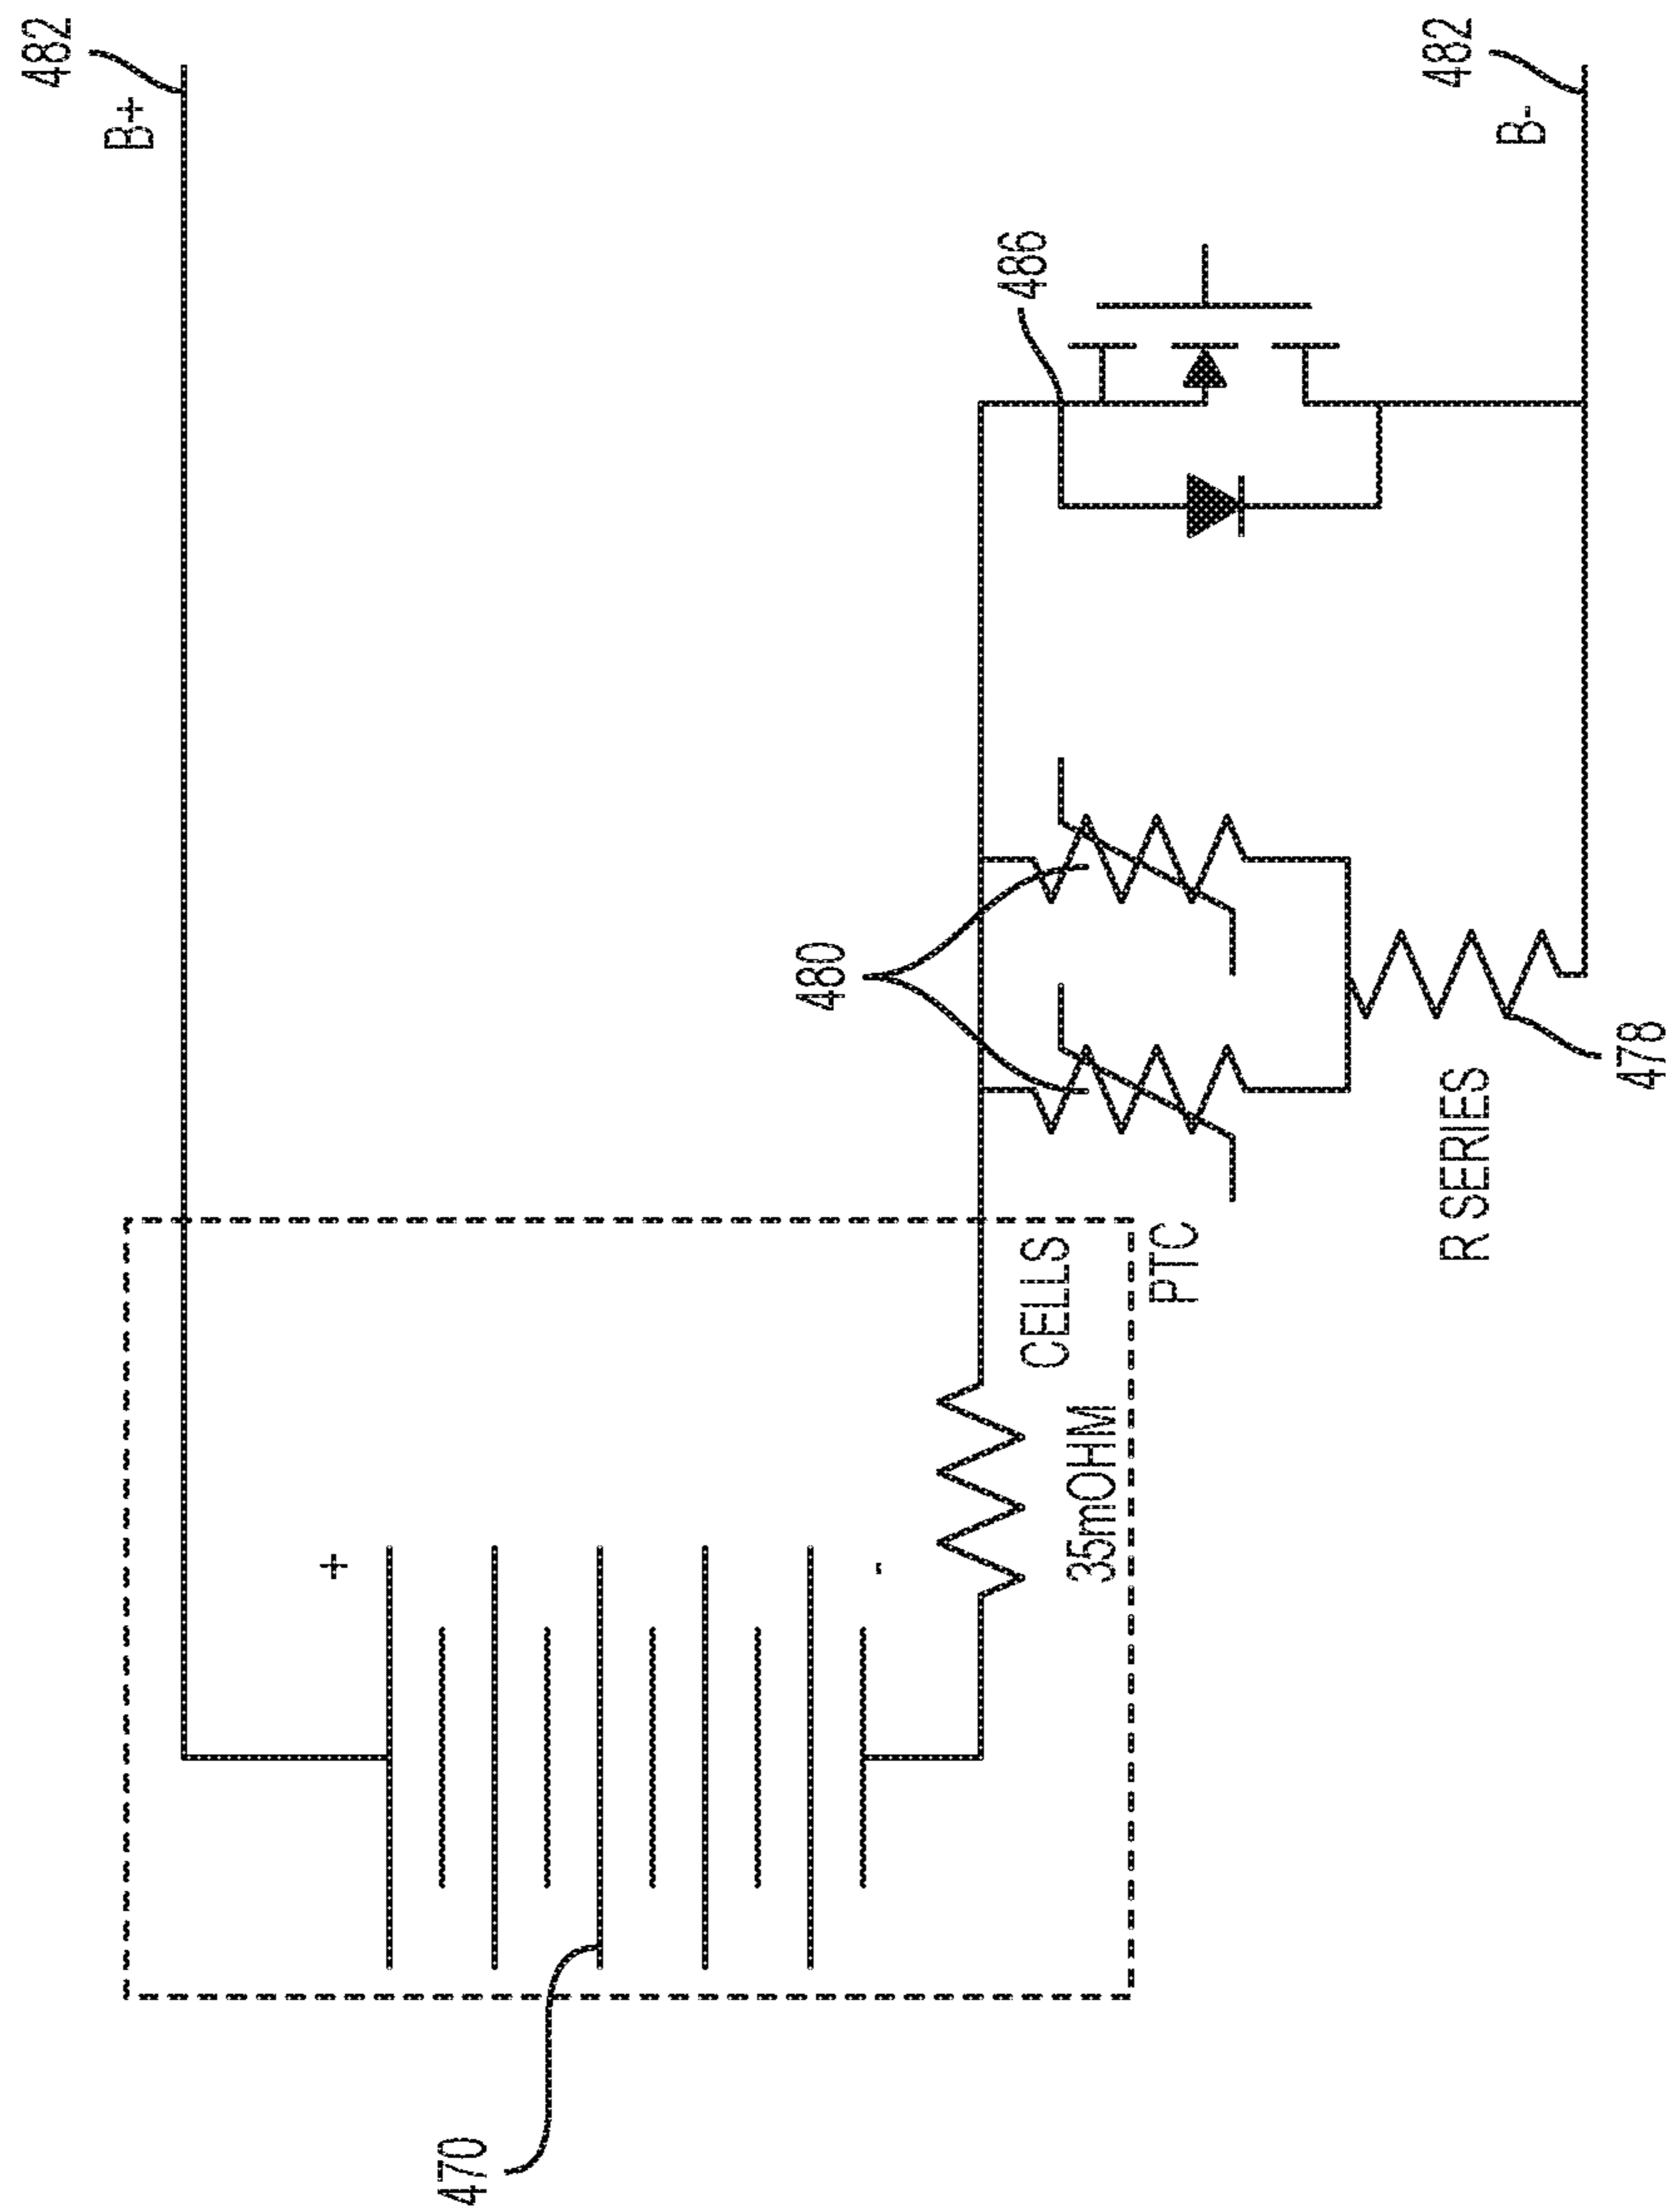 482
B+
+
470
480
-
486
CELLS
35mOHM
PTC
482
R SERIES
B-
478